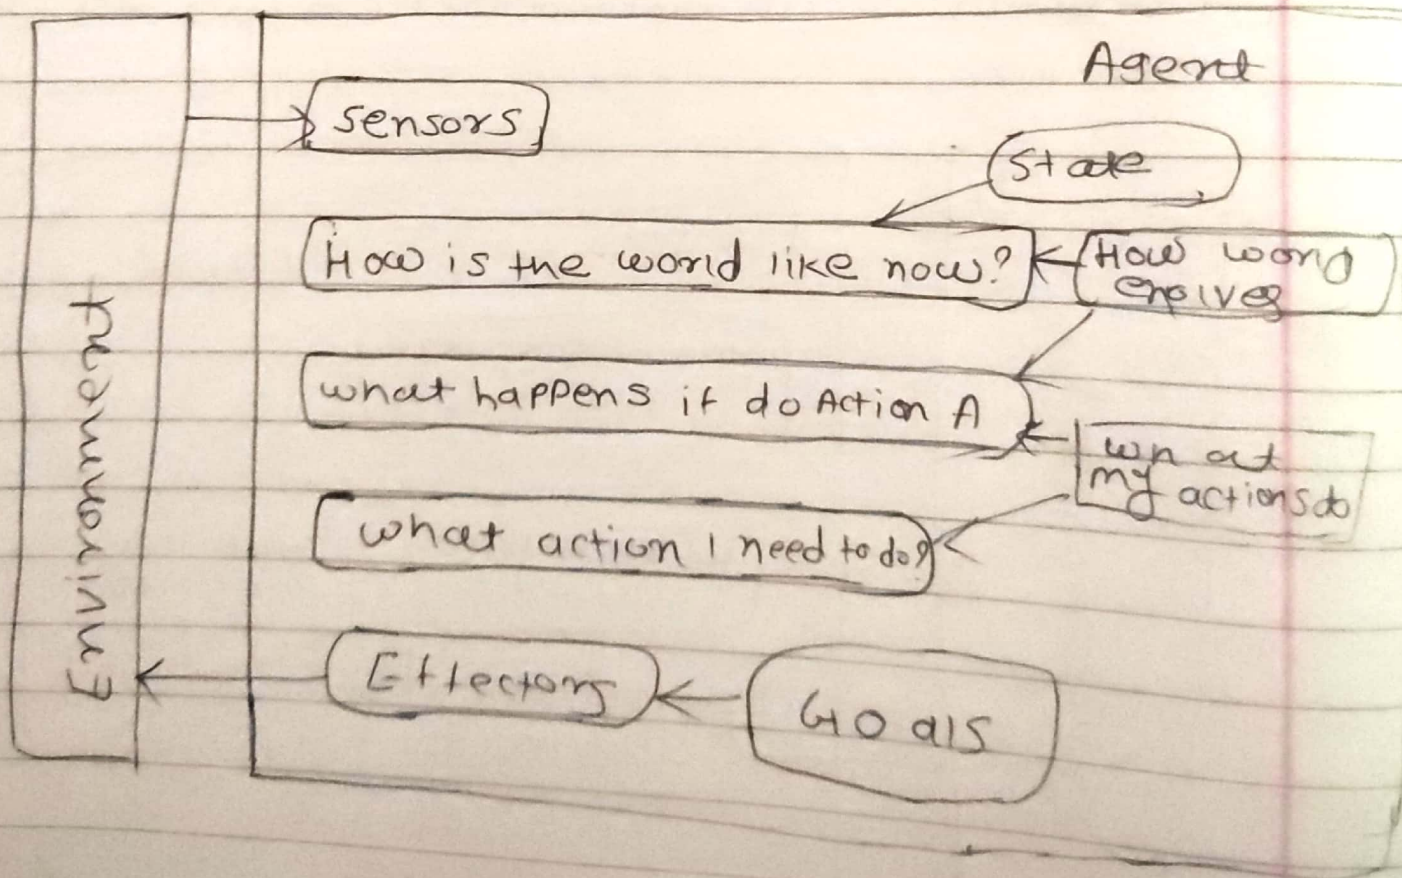 Agent
Sensors
State
How is the world like now?
How world
evolves
what happens if do Action A
what
my actions do
what action I need to do?
Effectors
Goals
Environment